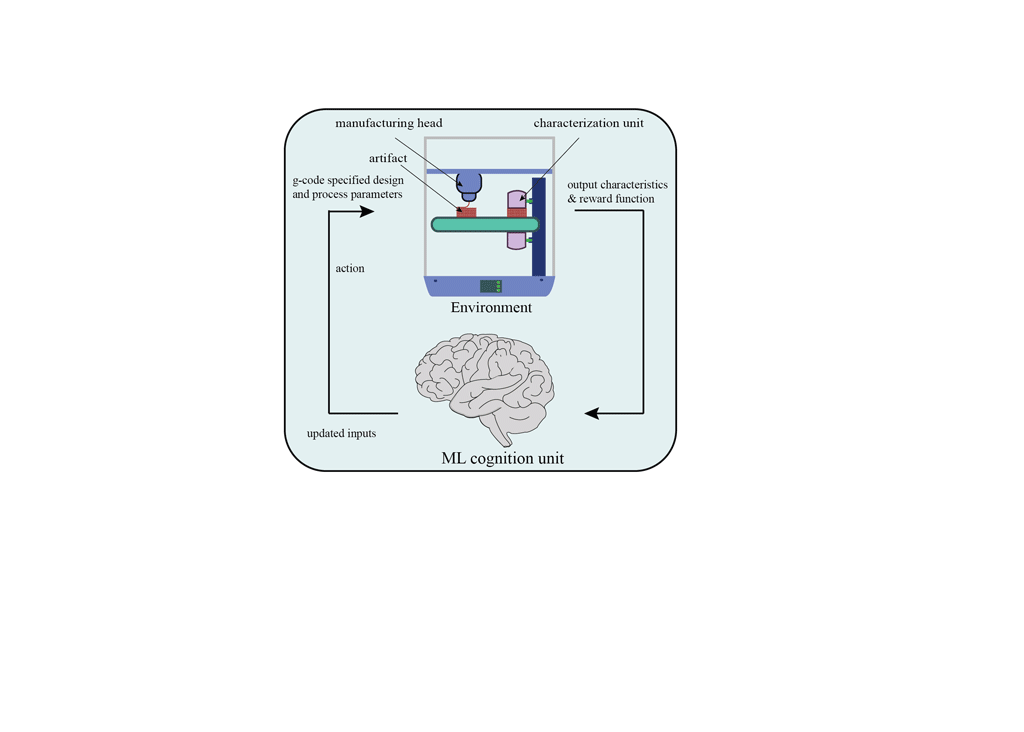 manufacturing head
characterization unit
artifact
g-code specified design
and process parameters
output characteristics
& reward function
action
Environment
updated inputs
ML cognition unit